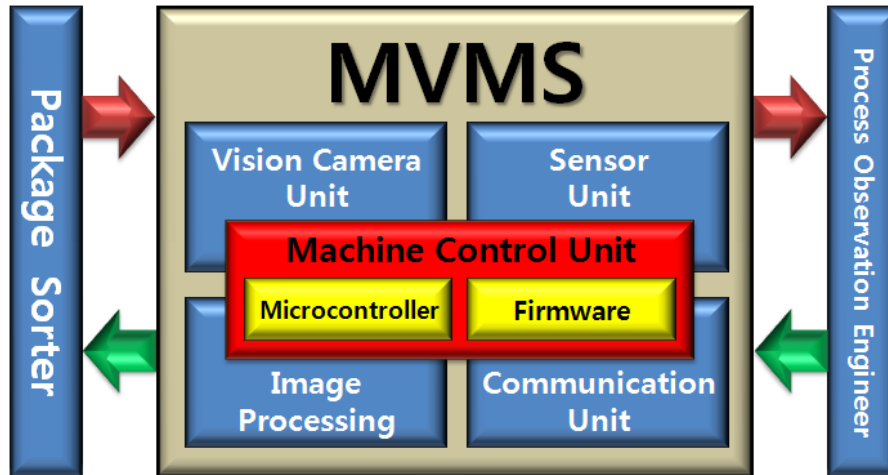 Package Sorter
MVMS
Vision Camera
Unit
Sensor
Unit
Machine Control Unit
Microcontroller
Firmware
Image
Processing
Communication
Unit
Process Observation Engineer